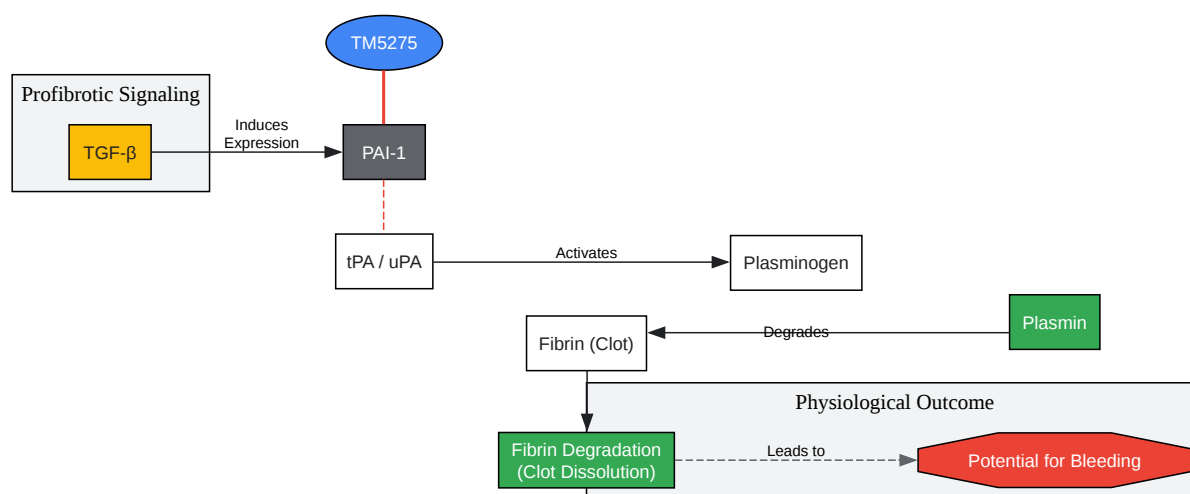 TM5275
Profibrotic Signaling
TGF-β
Induces
Expression
PAI-1
tPA / uPA
Activates
Plasminogen
Plasmin
Degrades
Fibrin (Clot)
Physiological Outcome
Fibrin Degradation
(Clot Dissolution)
Leads to
Potential for Bleeding